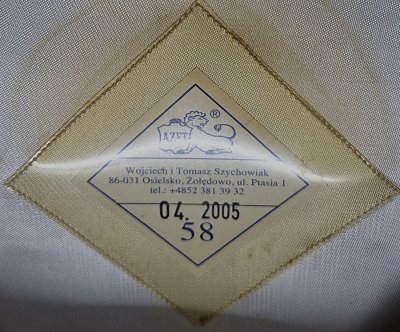 AZET ®
Wojciech i Tomasz Szychowiak
86-031 Osielsko, Żołędowo, ul. Ptasia 1
tel.: +4852 381 39 32
04. 2005
58